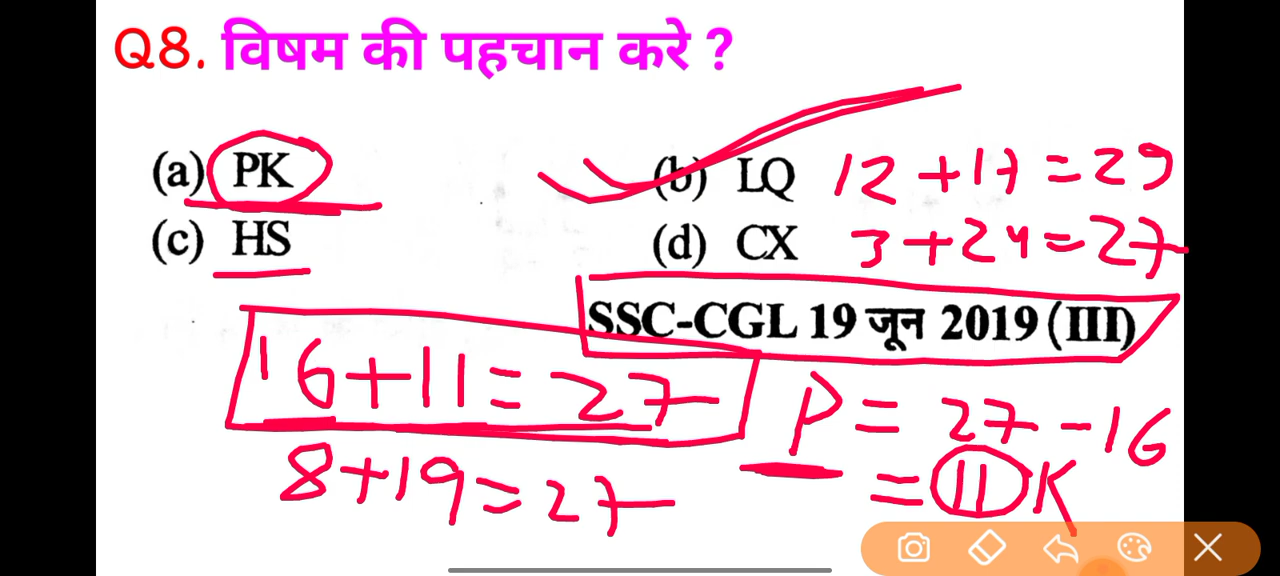 Q8. विषम की पहचान करे ?
(a) PK
(b) LQ 12 + 17 = 29
(c) HS
(d) CX 3 + 24 = 27
SSC-CGL 19 जून 2019 (III)
16 + 11 = 27
8 + 19 = 27
P = 27 - 16
= 11 K